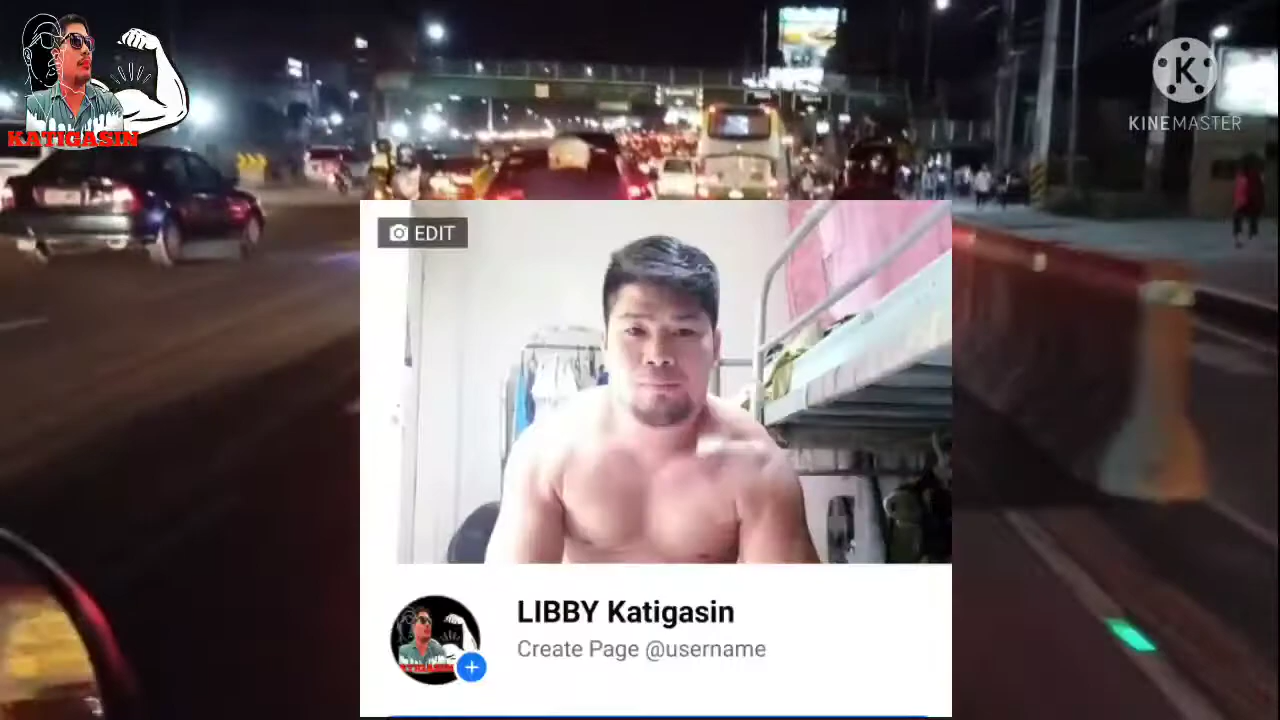 KATIGASIN
K
KINEMASTER
EDIT
LIBBY Katigasin
Create Page @username